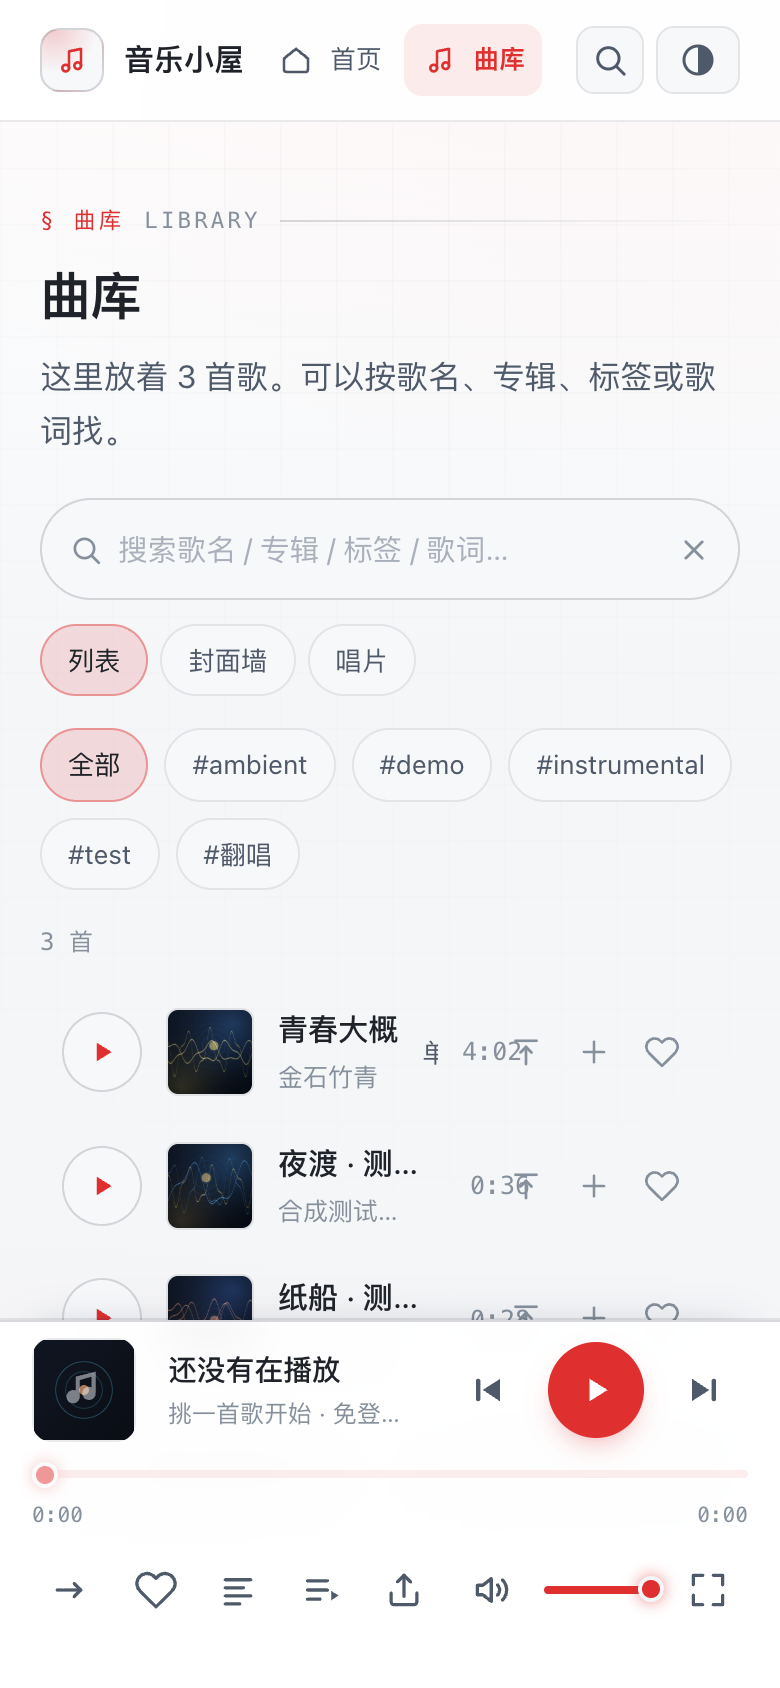 音乐小屋 首页 曲库
§ 曲库 LIBRARY
曲库
这里放着 3 首歌。可以按歌名、专辑、标签或歌
词找。
搜索歌名 / 专辑 / 标签 / 歌词...
列表 封面墙 唱片
全部 #ambient #demo #instrumental
#test #翻唱
3 首
青春大概 4:02
金石竹青
夜渡 · 测... 0:36
合成测试...
纸船 · 测... 0:28
还没有在播放
挑一首歌开始 · 免登...
0:00 0:00